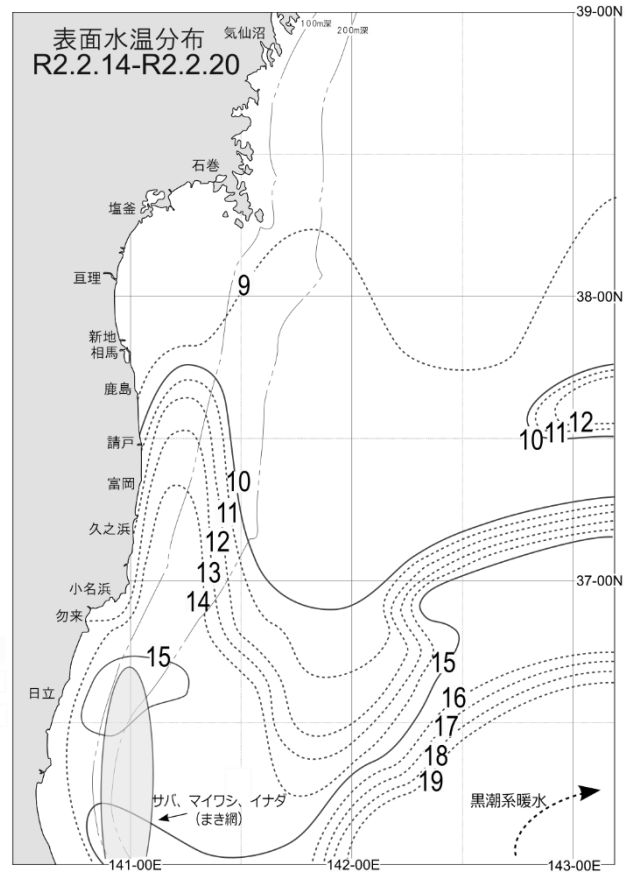 39-00N
表面水温分布
R2.2.14-R2.2.20
気仙沼
100m深
200m深
石巻
塩釜
亘理
9
38-00N
新地
相馬
鹿島
請戸
10 11 12
富岡
10
11
久之浜
12
13
14
37-00N
小名浜
勿来
15
15
日立
16
17
18
19
サバ、マイワシ、イナダ
(まき網)
黒潮系暖水
141-00E
142-00E
143-00E